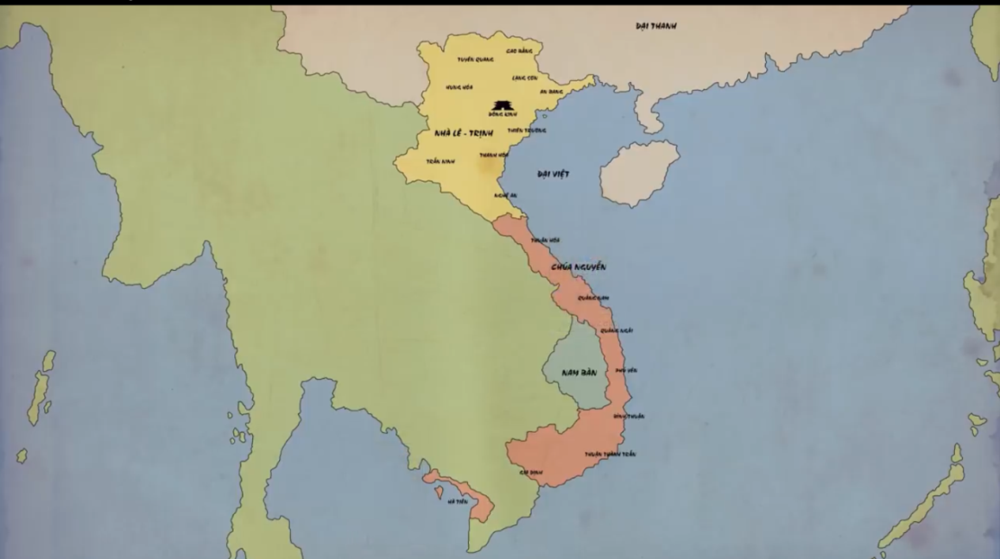 ĐẠI THANH
CAO BẰNG
TUYÊN QUANG
LẠNG SƠN
HƯNG HÓA
AN BANG
ĐÔNG KINH
NHÀ LÊ - TRỊNH
THIÊN TRƯỜNG
THANH HÓA
TRẤN NINH
ĐẠI VIỆT
NGHỆ AN
THUẬN HÓA
CHÚA NGUYỄN
QUẢNG NAM
QUẢNG NGÃI
PHÚ YÊN
NAM BÀN
BÌNH THUẬN
THUẬN THÀNH TRẤN
GIA ĐỊNH
HÀ TIÊN